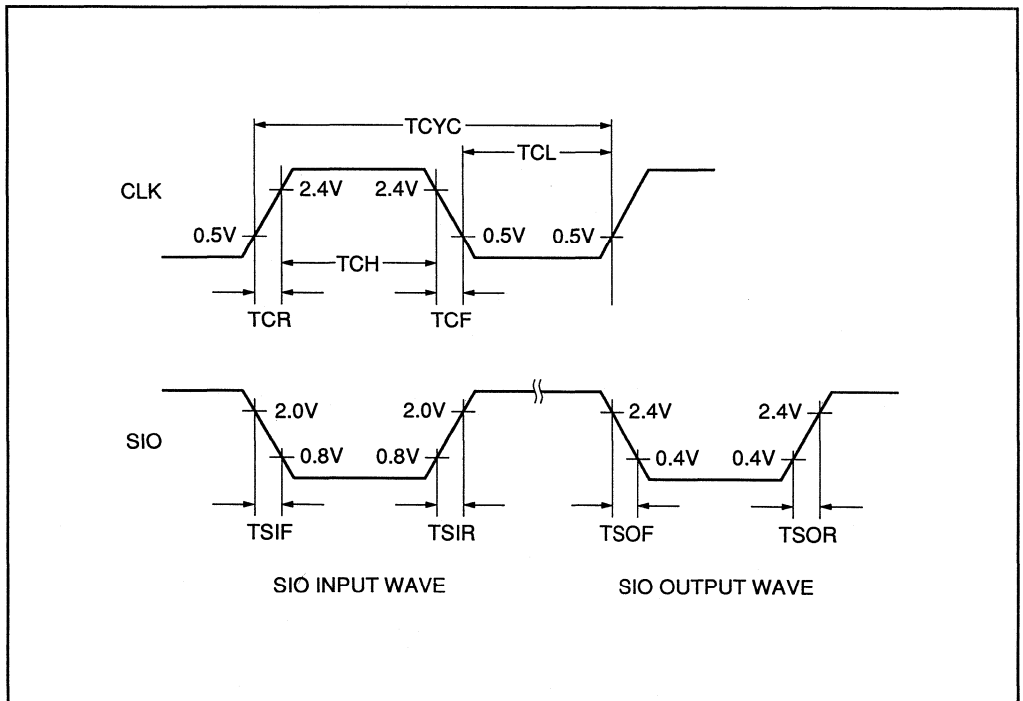 TCYC
TCL
CLK
2.4V 2.4V
0.5V 0.5V 0.5V
TCH
TCR TCF
2.0V 2.0V 2.4V 2.4V
SIO
0.8V 0.8V 0.4V 0.4V
TSIF TSIR TSOF TSOR
SIO INPUT WAVE SIO OUTPUT WAVE